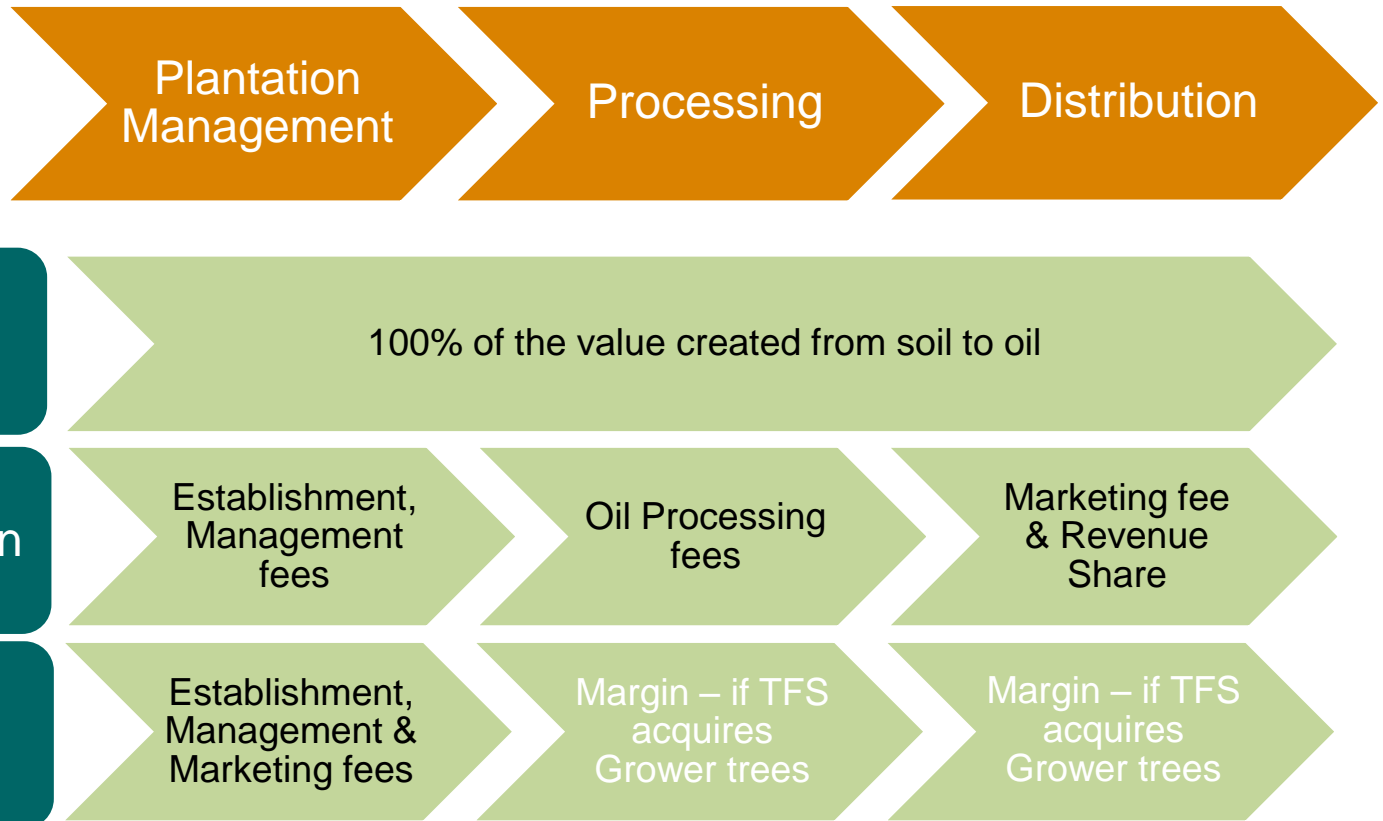 Plantation
Management
Processing
Distribution
100% of the value created from soil to oil
n
Establishment,
Management
fees
Oil Processing
fees
Marketing fee
& Revenue
Share
Establishment,
Management &
Marketing fees
Margin – if TFS
acquires
Grower trees
Margin – if TFS
acquires
Grower trees